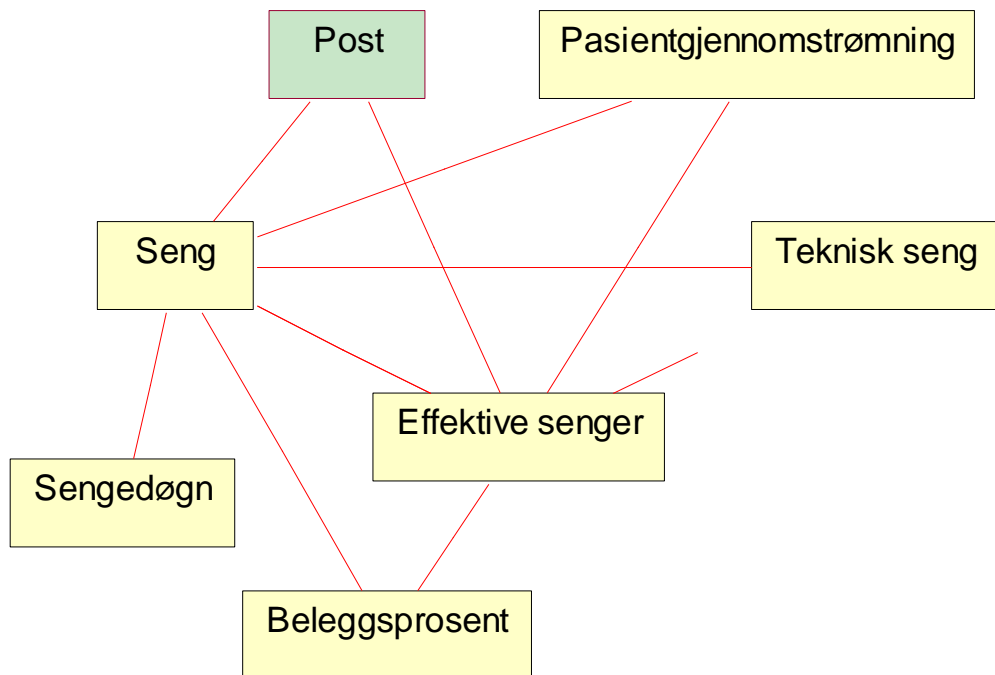 Post
Pasientgjennomstrømning
Seng
Teknisk seng
Effektive senger
Sengedøgn
Beleggsprosent